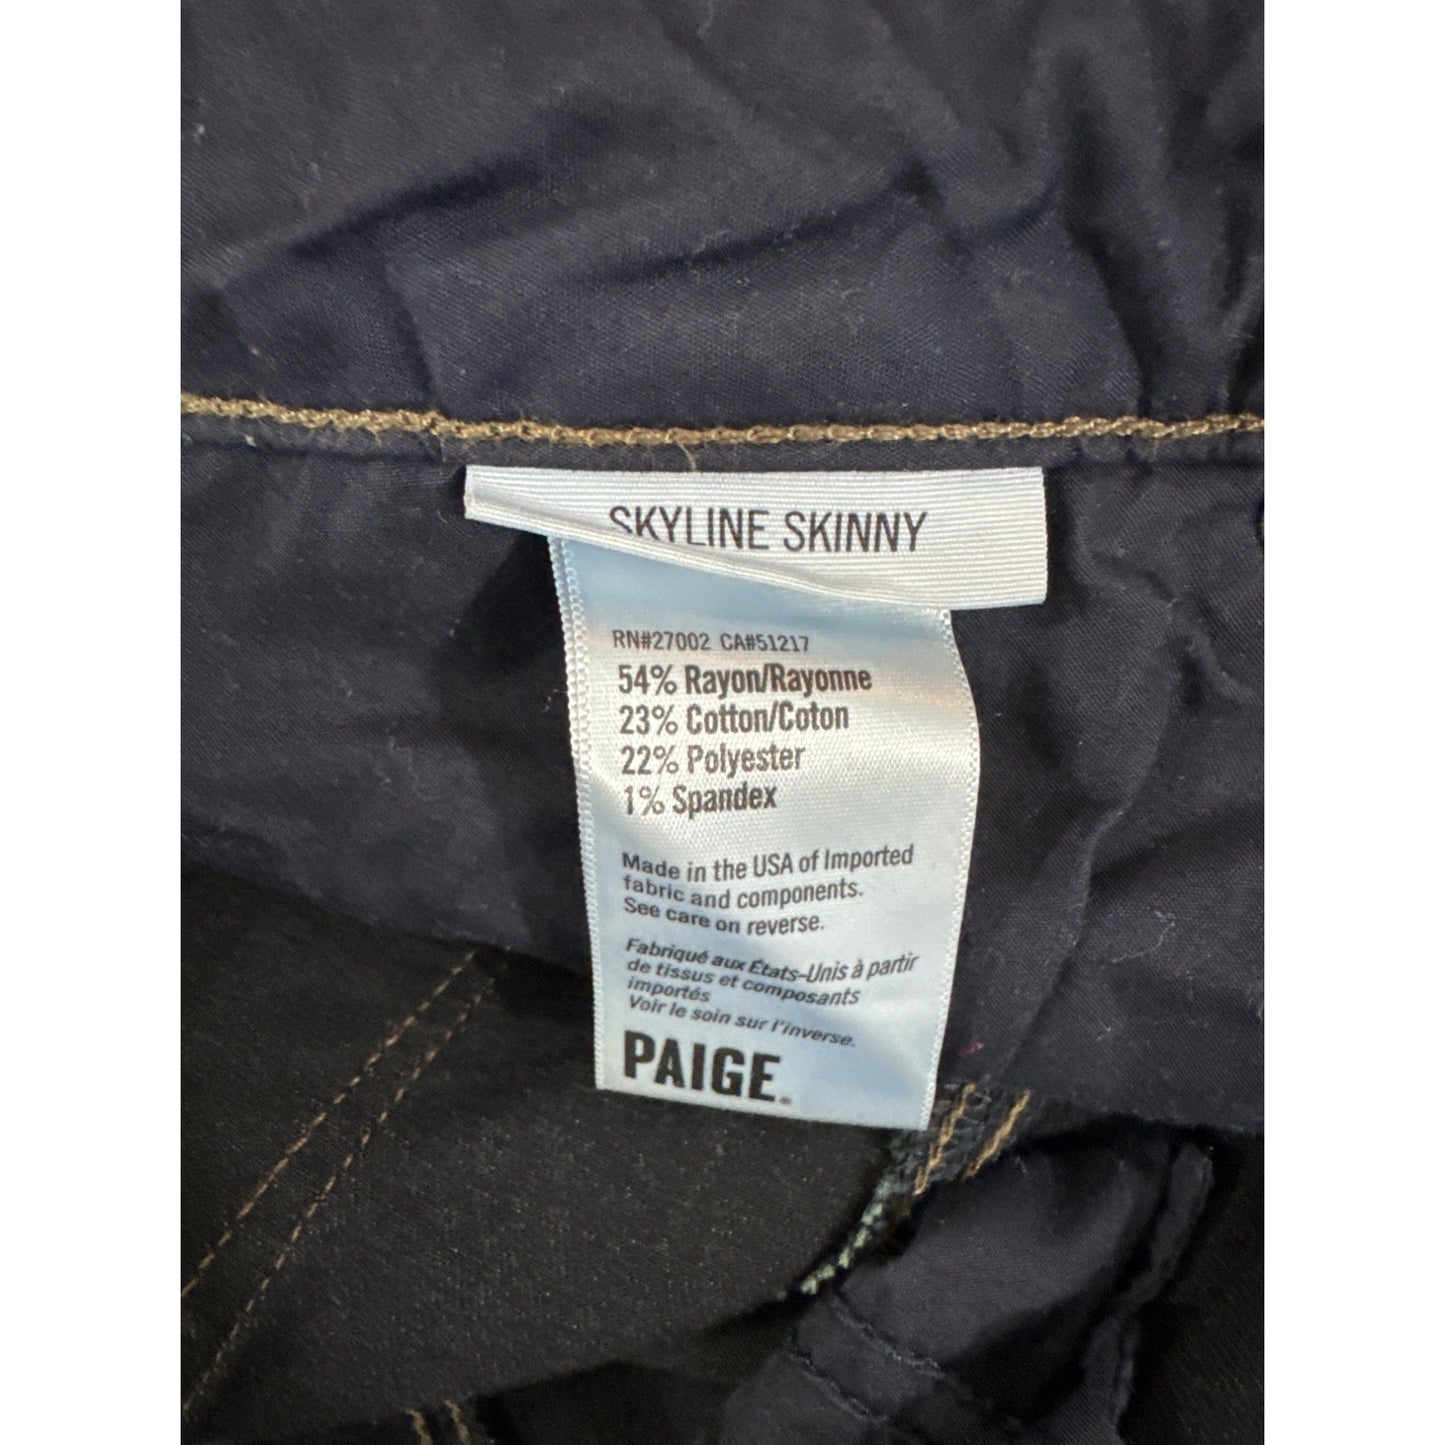 SKYLINE SKINNY
RN#27002 CA#51217
54% Rayon/Rayonne
23% Cotton/Coton
22% Polyester
1% Spandex
Made in the USA of Imported
fabric and components.
See care on reverse.
Fabriqué aux États-Unis à partir
de tissus et composants
importés
Voir le soin sur l'inverse.
PAIGE.